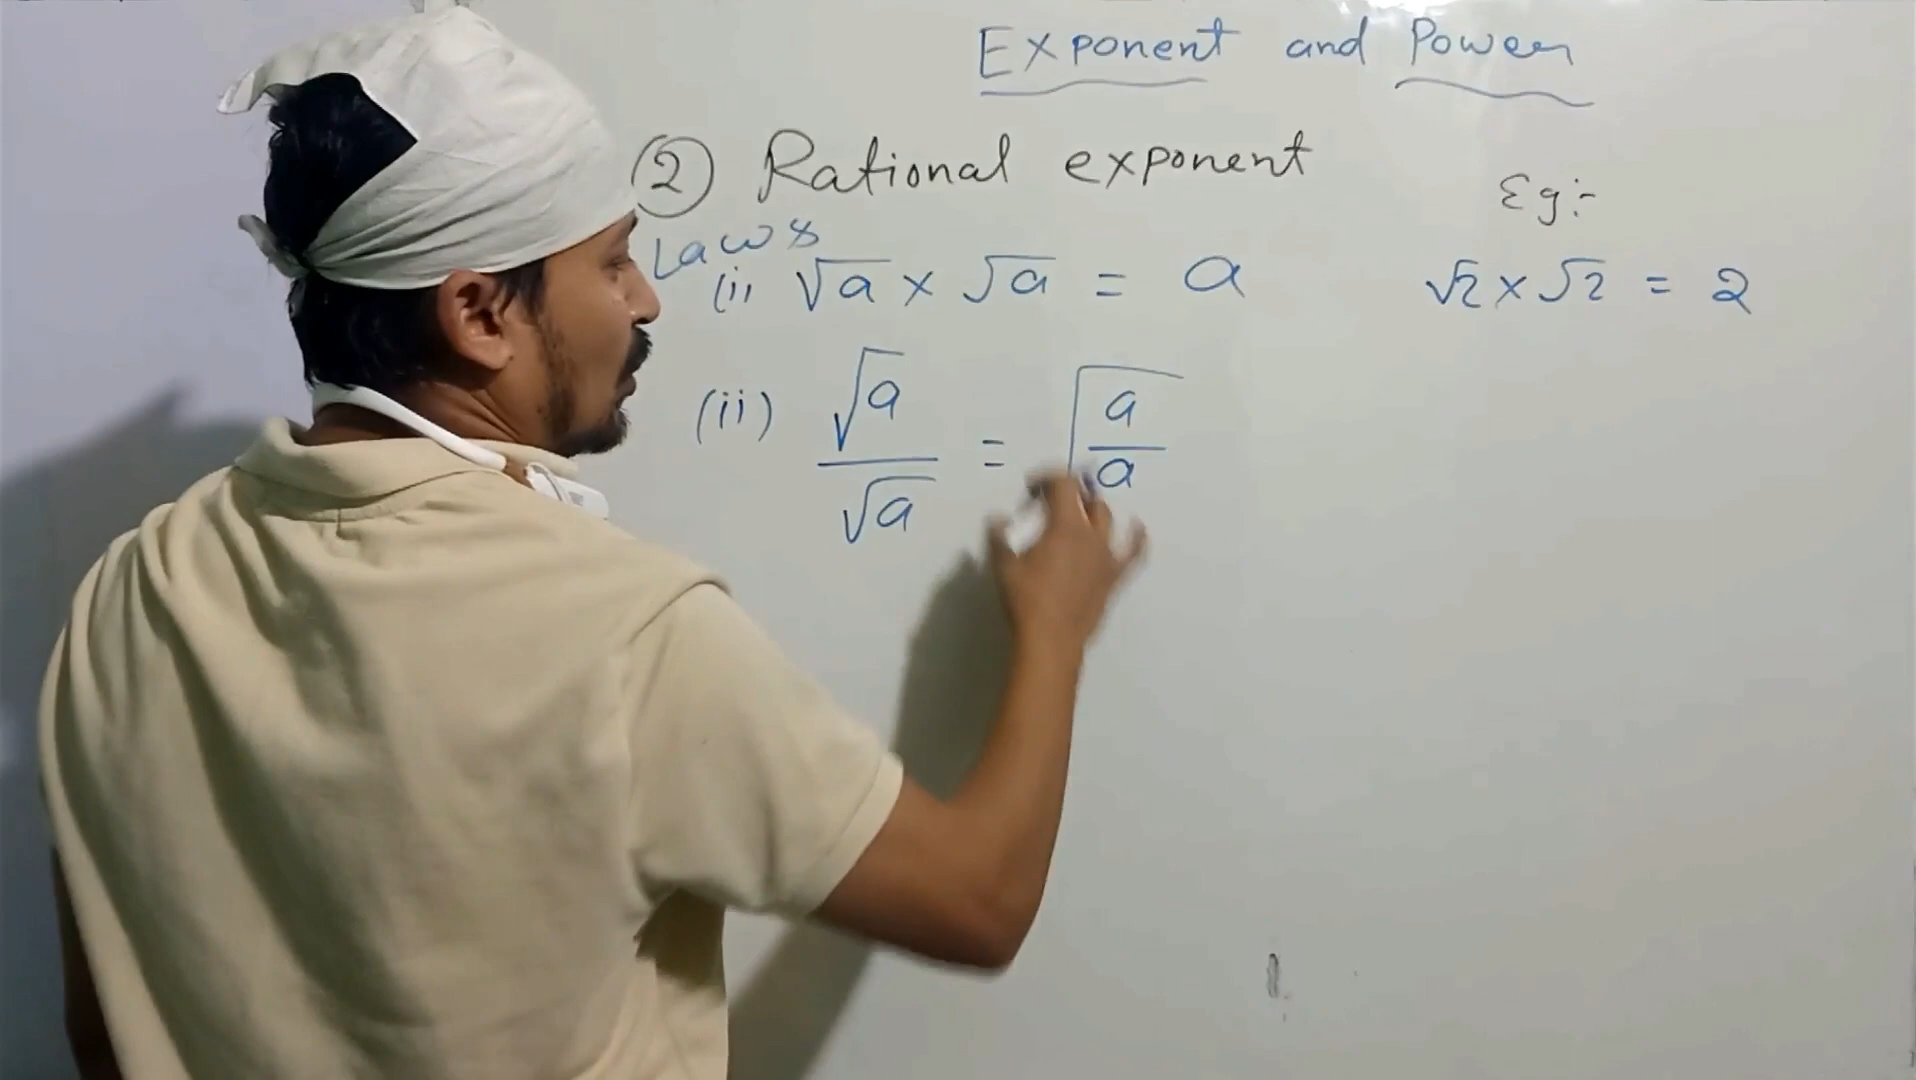 Exponent and Power
② Rational exponent
Eg:-
Laws
(i) √a × √a = a
√2 × √2 = 2
(ii) √a / √a = √(a/a)